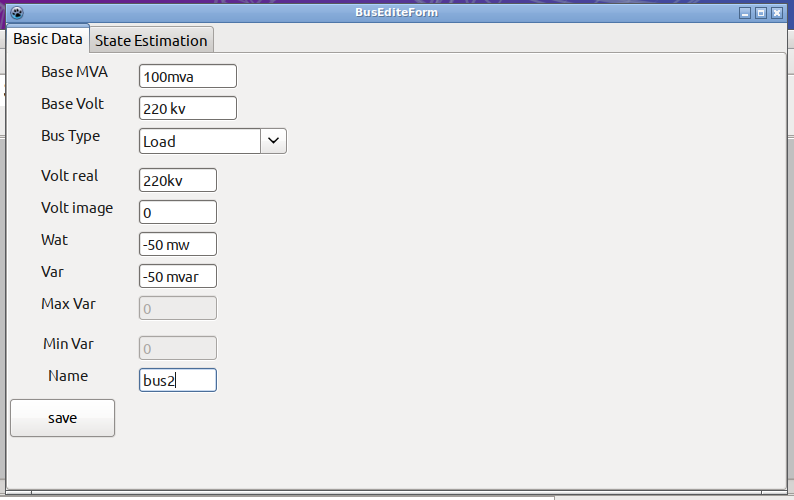 BusEditeForm
Basic Data State Estimation
Base MVA 100mva
Base Volt 220 kv
Bus Type Load
Volt real 220kv
Volt image 0
Wat -50 mw
Var -50 mvar
Max Var 0
Min Var 0
Name bus2
save